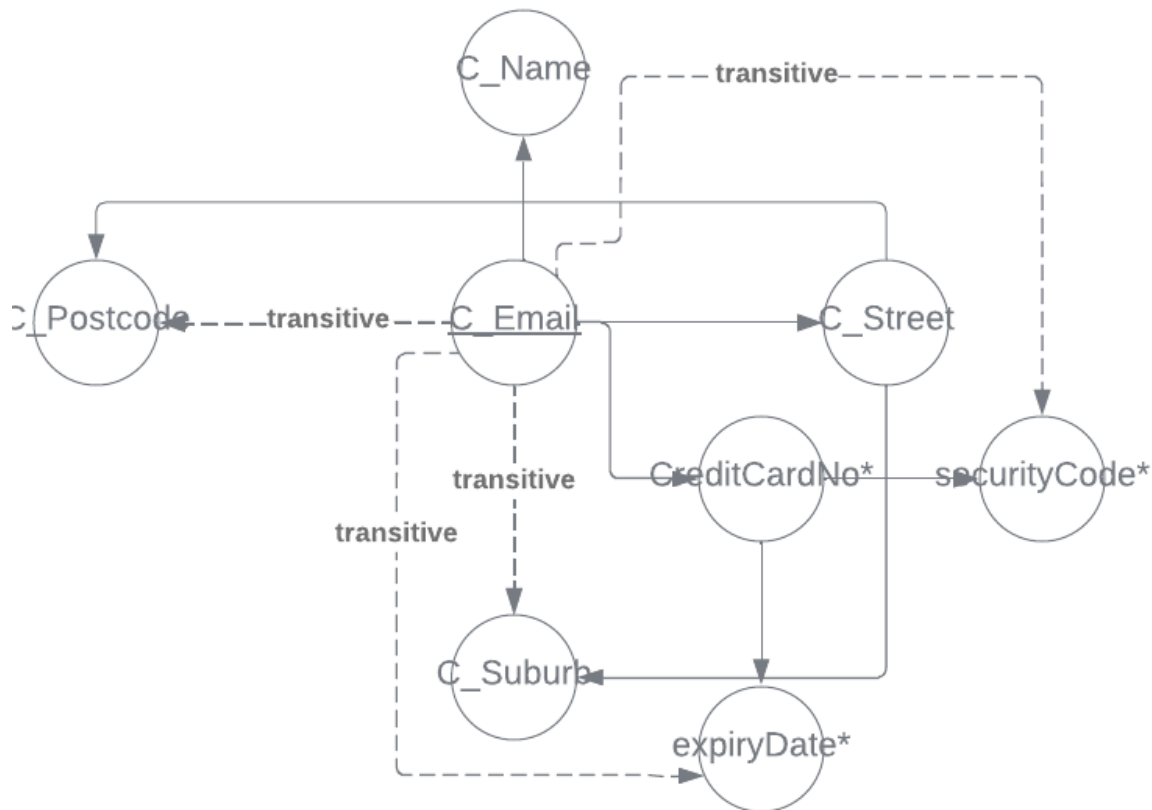 C_Name
transitive
C_Postcode
transitive
C_Email
C_Street
transitive
CreditCardNo*
securityCode*
transitive
C_Suburb
expiryDate*